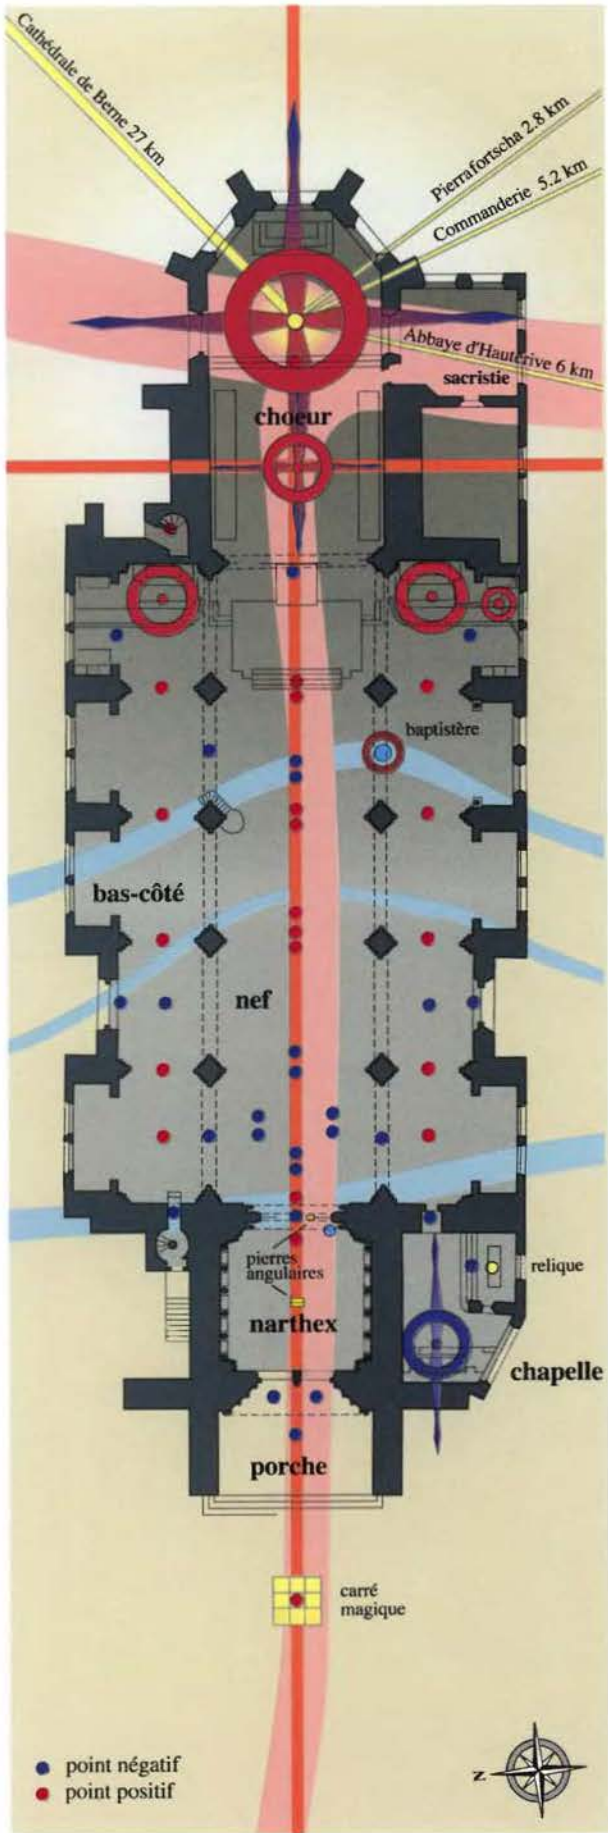 Cathédrale de Berne 27 km
Pierrafortscha 2.8 km
Commanderie 5.2 km
Abbaye d'Hauterive 6 km
sacristie
choeur
baptistère
bas-côté
nef
pierres
angulaires
relique
narthex
chapelle
porche
carré
magique
point négatif
point positif
N